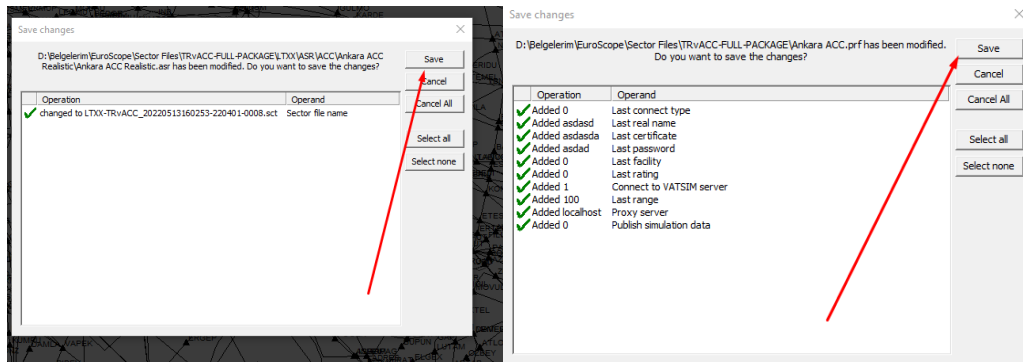 Save changes
D:\Belgelerim\EuroScope\Sector Files\TRvACC-FULL-PACKAGE\LTXX\ASR\ACC\Ankara ACC
Realistic\Ankara ACC Realistic.asr has been modified. Do you want to save the changes?
Save
Cancel
Cancel All
Select all
Select none
Operation Operand
changed to LTXX-TRvACC_20220513160253-220401-0008.sct Sector file name
Save changes
D:\Belgelerim\EuroScope\Sector Files\TRvACC-FULL-PACKAGE\Ankara ACC.prf has been modified.
Do you want to save the changes?
Save
Cancel
Cancel All
Select all
Select none
Operation Operand
Added 0 Last connect type
Added asdasd Last real name
Added asdasda Last certificate
Added asdad Last password
Added 0 Last facility
Added 0 Last rating
Added 1 Connect to VATSIM server
Added 100 Last range
Added localhost Proxy server
Added 0 Publish simulation data